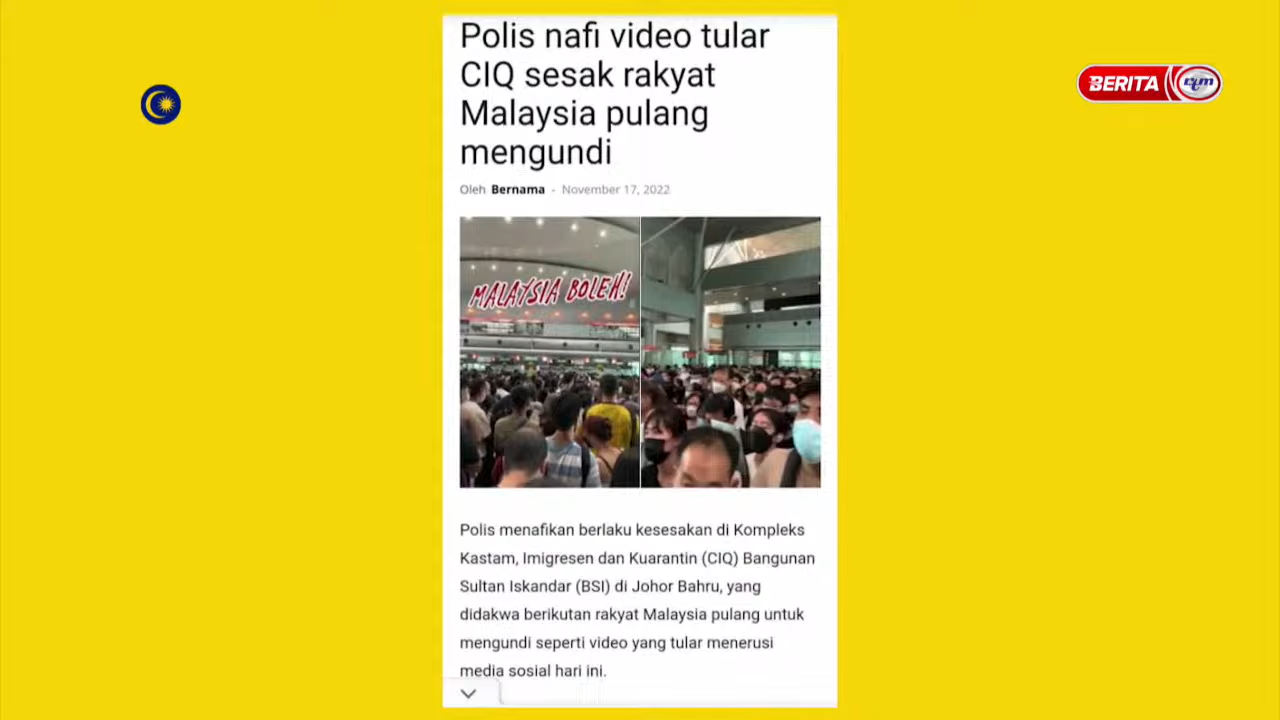 Polis nafi video tular
CIQ sesak rakyat
Malaysia pulang
mengundi
Oleh Bernama - November 17, 2022
BERITA rtm
MALAYSIA BOLEH!
Polis menafikan berlaku kesesakan di Kompleks
Kastam, Imigresen dan Kuarantin (CIQ) Bangunan
Sultan Iskandar (BSI) di Johor Bahru, yang
didakwa berikutan rakyat Malaysia pulang untuk
mengundi seperti video yang tular menerusi
media sosial hari ini.